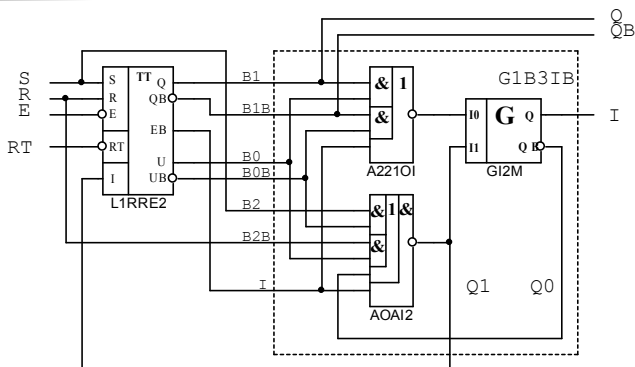 Q
QB
S
R
E
RT
S TT Q
R QB
E
EB
RT
U
UB
I
L1RRE2
B1
B1B
B0
B0B
B2
B2B
I
& 1
&
A221OI
& 1 &
&
AOAI2
G1B3IB
I0 G Q
I1 Q B
GI2M
I
Q1 Q0